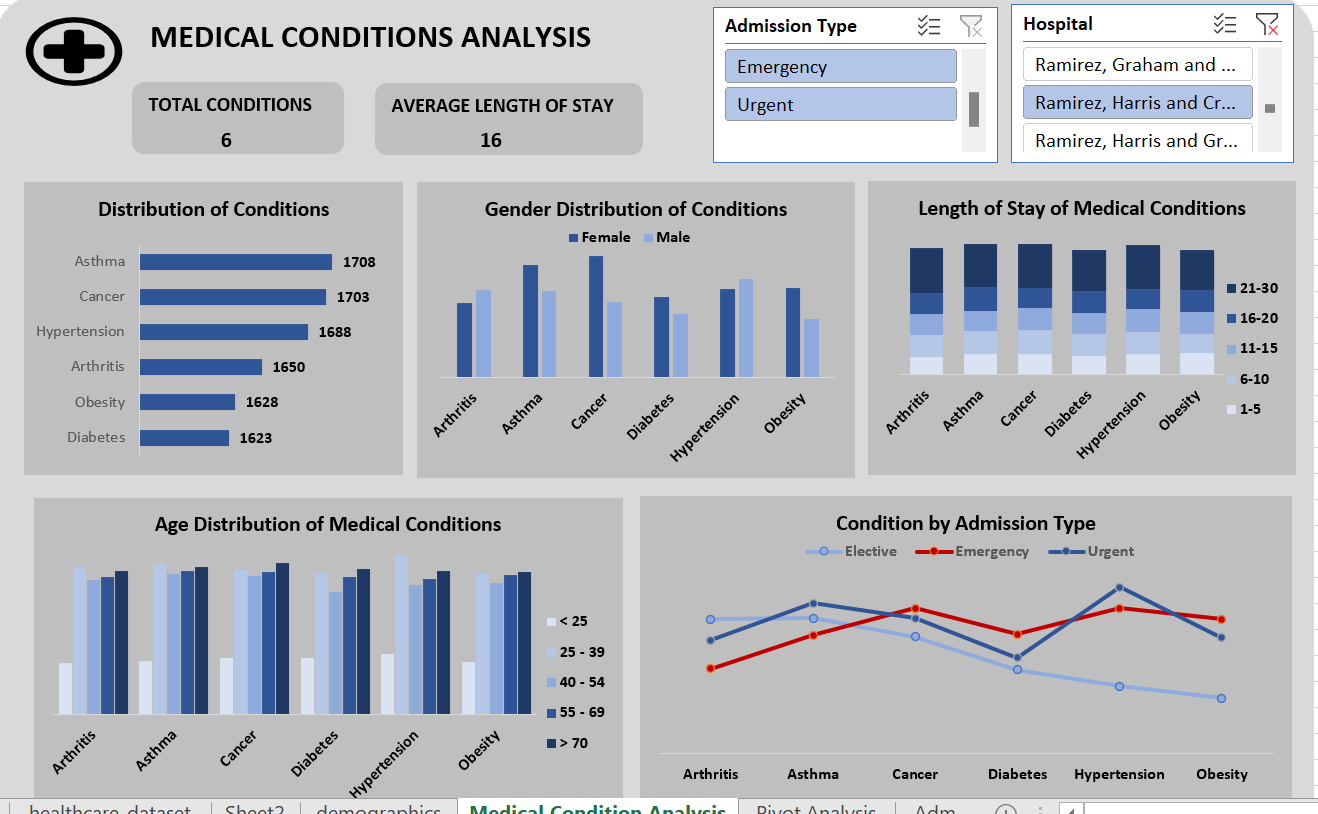 MEDICAL CONDITIONS ANALYSIS
TOTAL CONDITIONS
6
AVERAGE LENGTH OF STAY
16
Admission Type
Emergency
Urgent
Hospital
Ramirez, Graham and ...
Ramirez, Harris and Cr...
Ramirez, Harris and Gr...
Distribution of Conditions
Asthma 1708
Cancer 1703
Hypertension 1688
Arthritis 1650
Obesity 1628
Diabetes 1623
Gender Distribution of Conditions
Female Male
Arthritis Asthma Cancer Diabetes Hypertension Obesity
Length of Stay of Medical Conditions
21-30
16-20
11-15
6-10
1-5
Arthritis Asthma Cancer Diabetes Hypertension Obesity
Age Distribution of Medical Conditions
< 25
25 - 39
40 - 54
55 - 69
> 70
Arthritis Asthma Cancer Diabetes Hypertension Obesity
Condition by Admission Type
Elective Emergency Urgent
Arthritis Asthma Cancer Diabetes Hypertension Obesity
healthcare_dataset Sheet2 demographics Medical Condition Analysis Pivot Analysis Adm